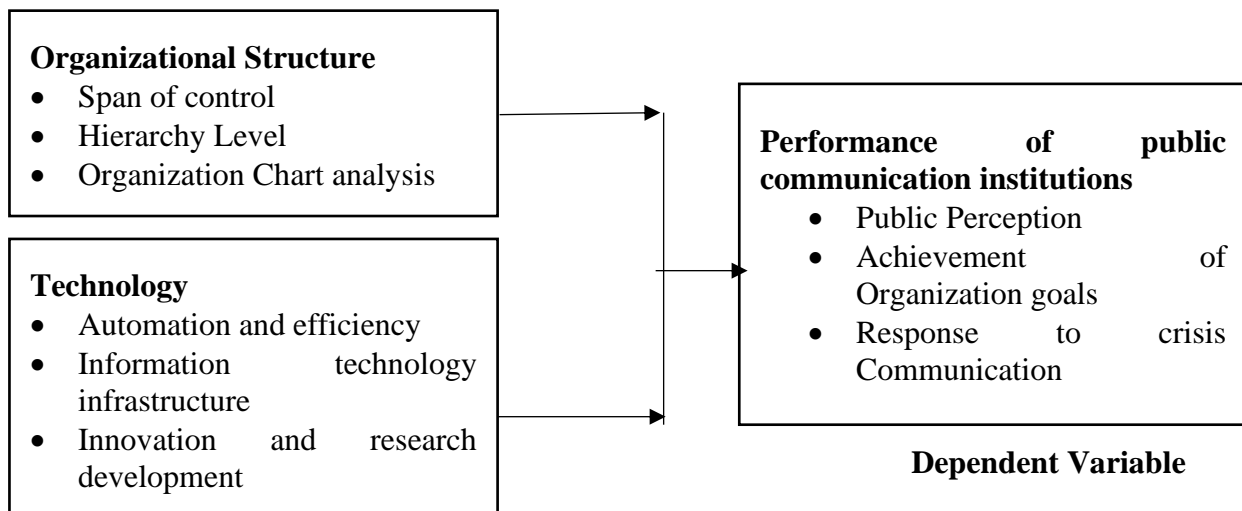 Organizational Structure
• Span of control
• Hierarchy Level
• Organization Chart analysis
Technology
• Automation and efficiency
• Information technology
infrastructure
• Innovation and research
development
Performance of public
communication institutions
• Public Perception
• Achievement of
Organization goals
• Response to crisis
Communication
Dependent Variable